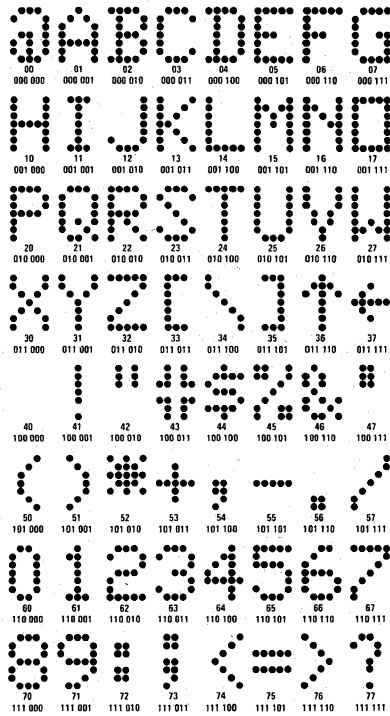 @ A B C D E F G
00 01 02 03 04 05 06 07
000 000 000 001 000 010 000 011 000 100 000 101 000 110 000 111
H I J K L M N O
10 11 12 13 14 15 16 17
001 000 001 001 001 010 001 011 001 100 001 101 001 110 001 111
P Q R S T U V W
20 21 22 23 24 25 26 27
010 000 010 001 010 010 010 011 010 100 010 101 010 110 010 111
X Y Z [ \ ] ↑ ←
30 31 32 33 34 35 36 37
011 000 011 001 011 010 011 011 011 100 011 101 011 110 011 111
! " # $ % & '
40 41 42 43 44 45 46 47
100 000 100 001 100 010 100 011 100 100 100 101 100 110 100 111
( ) * + , - . /
50 51 52 53 54 55 56 57
101 000 101 001 101 010 101 011 101 100 101 101 101 110 101 111
0 1 2 3 4 5 6 7
60 61 62 63 64 65 66 67
110 000 110 001 110 010 110 011 110 100 110 101 110 110 110 111
8 9 : ; < = > ?
70 71 72 73 74 75 76 77
111 000 111 001 111 010 111 011 111 100 111 101 111 110 111 111